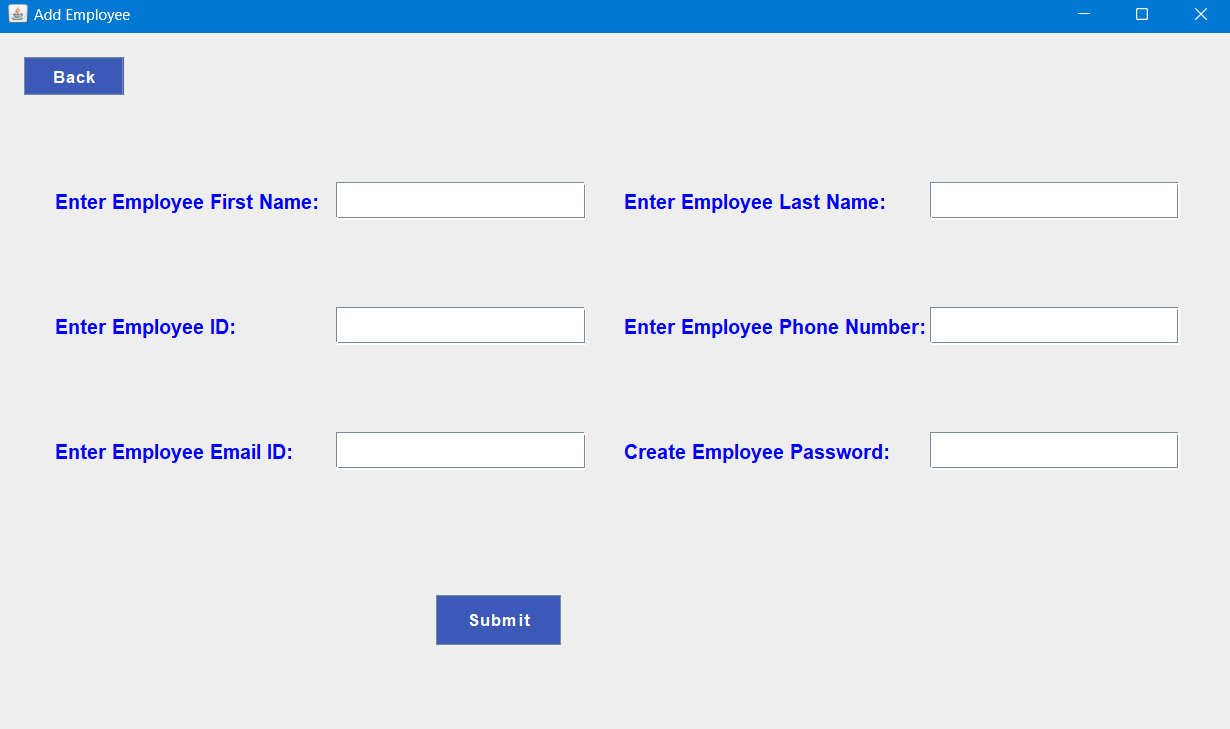 Add Employee
Back
Enter Employee First Name: Enter Employee Last Name:
Enter Employee ID: Enter Employee Phone Number:
Enter Employee Email ID: Create Employee Password:
Submit